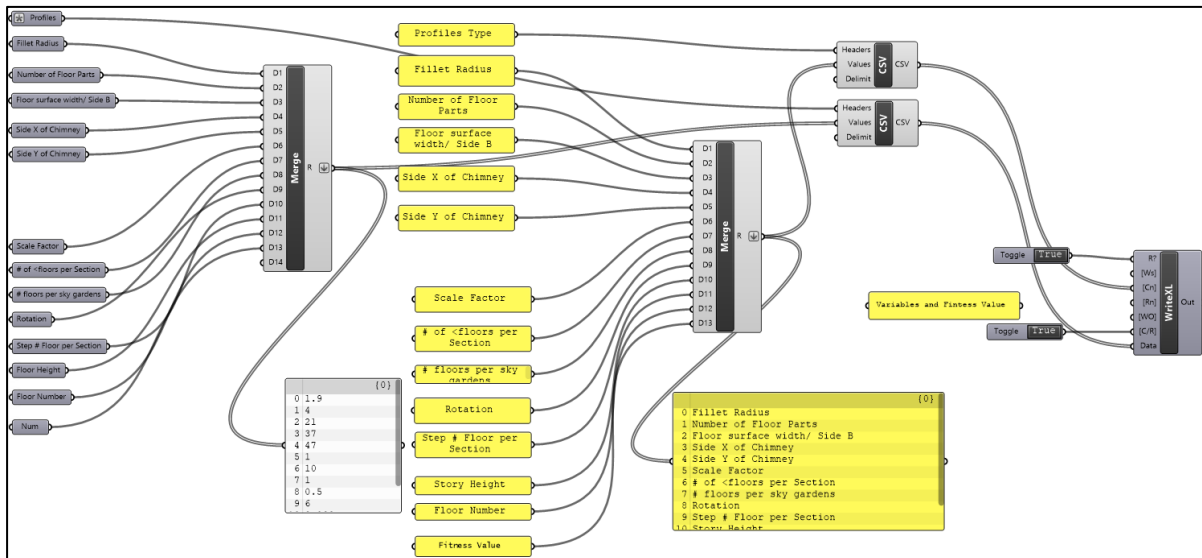 Profiles
Fillet Radius
Number of Floor Parts
Floor surface width/ Side B
Side X of Chimney
Side Y of Chimney
Scale Factor
# of <floors per Section
# floors per sky gardens
Rotation
Step # Floor per Section
Floor Height
Floor Number
Num
D1
D2
D3
D4
D5
D6
D7
D8
D9
D10
D11
D12
D13
D14
Merge
R
{0}
0 1.9
1 4
2 21
3 37
4 47
5 1
6 10
7 1
8 0.5
9 6
Profiles Type
Fillet Radius
Number of Floor
Parts
Floor surface
width/ Side B
Side X of Chimney
Side Y of Chimney
Scale Factor
# of <floors per
Section
# floors per sky
gardens
Rotation
Step # Floor per
Section
Story Height
Floor Number
Fitness Value
D1
D2
D3
D4
D5
D6
D7
D8
D9
D10
D11
D12
D13
Merge
R
{0}
0 Fillet Radius
1 Number of Floor Parts
2 Floor surface width/ Side B
3 Side X of Chimney
4 Side Y of Chimney
5 Scale Factor
6 # of <floors per Section
7 # floors per sky gardens
8 Rotation
9 Step # Floor per Section
10 Story Height
Headers
Values
Delimit
CSV
CSV
Headers
Values
Delimit
CSV
CSV
Toggle True
Variables and Fintess Value
Toggle True
R?
[Ws]
[Cn]
[Rn]
[WO]
[C/R]
Data
WriteXL
Out